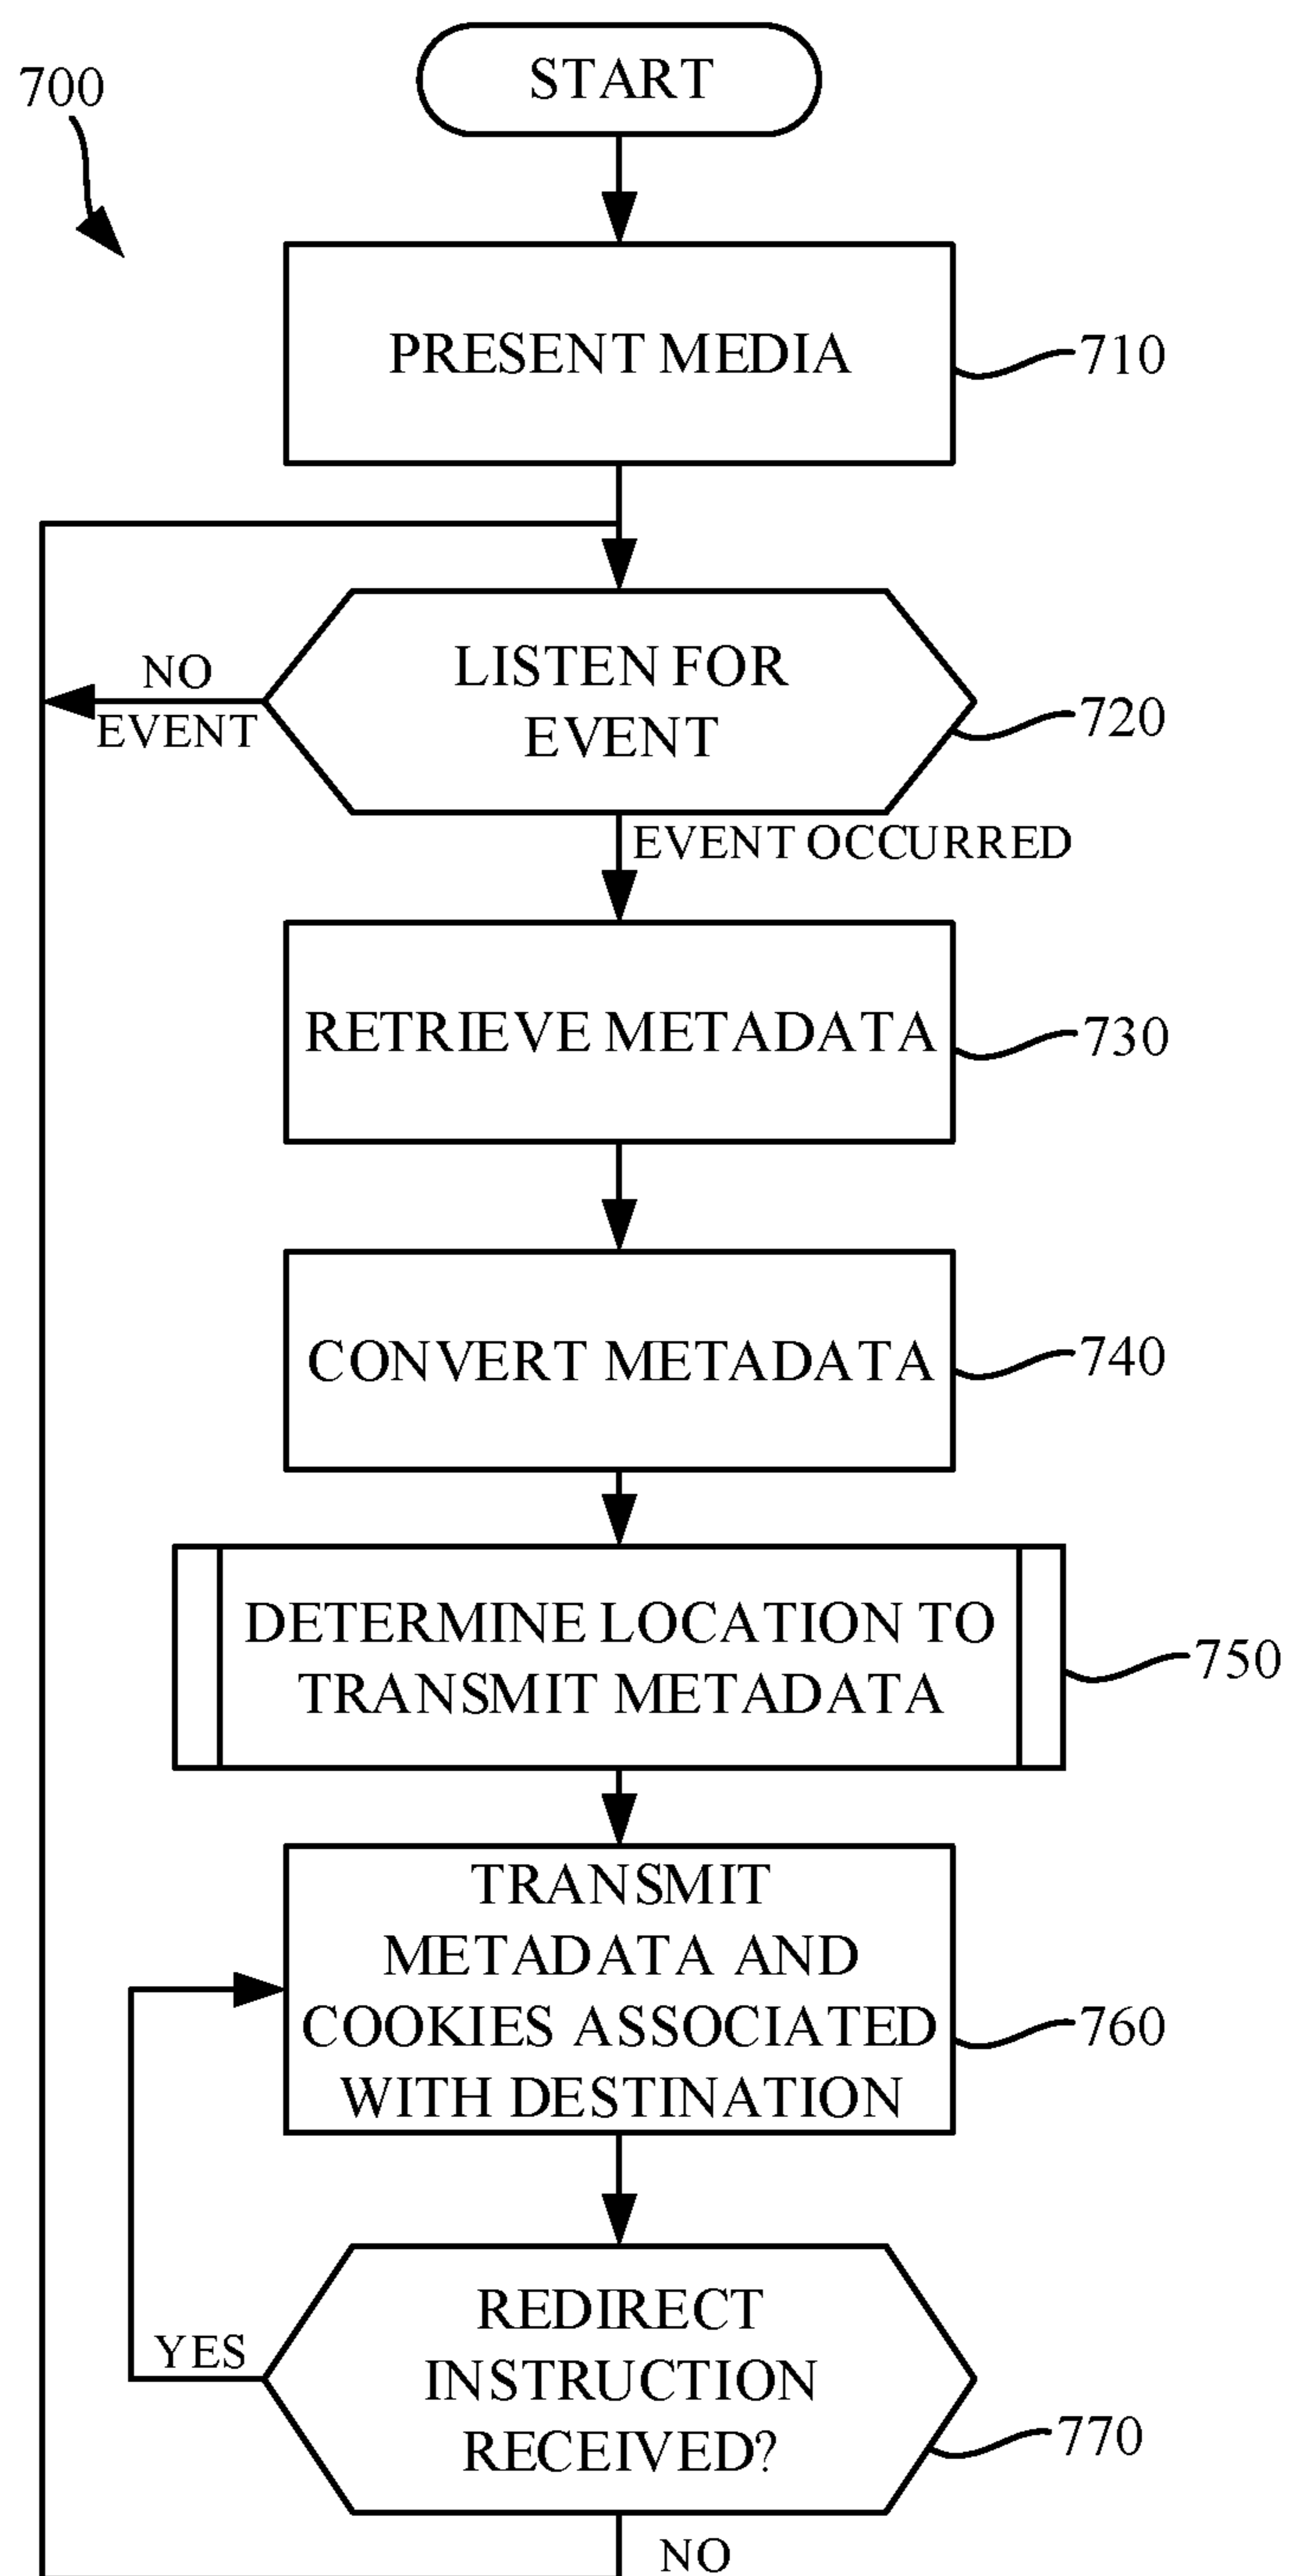 700
START
PRESENT MEDIA
710
LISTEN FOR
EVENT
720
NO
EVENT
EVENT OCCURRED
RETRIEVE METADATA
730
CONVERT METADATA
740
DETERMINE LOCATION TO
TRANSMIT METADATA
750
TRANSMIT
METADATA AND
COOKIES ASSOCIATED
WITH DESTINATION
760
REDIRECT
INSTRUCTION
RECEIVED?
770
YES
NO